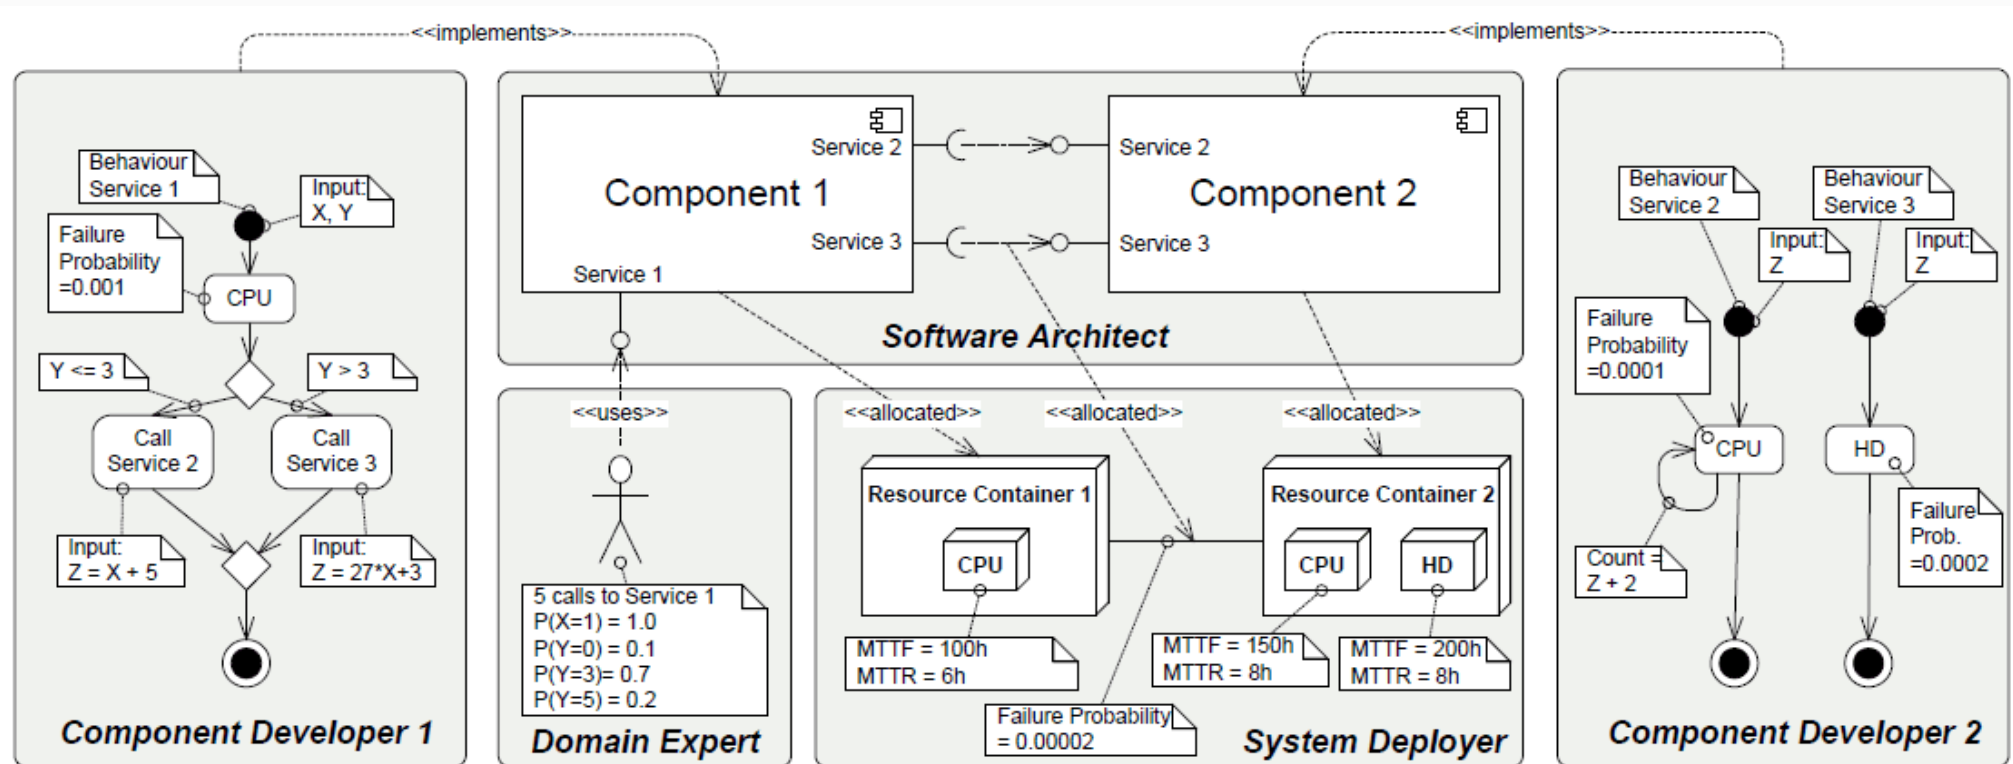 <<implements>>
<<implements>>
Behaviour
Service 1
Input:
X, Y
Failure
Probability
=0.001
CPU
Y <= 3
Y > 3
Call
Service 2
Call
Service 3
Input:
Z = X + 5
Input:
Z = 27*X+3
Component Developer 1
Component 1
Service 2
Service 3
Service 1
Component 2
Service 2
Service 3
Software Architect
<<uses>>
5 calls to Service 1
P(X=1) = 1.0
P(Y=0) = 0.1
P(Y=3)= 0.7
P(Y=5) = 0.2
Domain Expert
<<allocated>>
<<allocated>>
<<allocated>>
Resource Container 1
CPU
Resource Container 2
CPU
HD
MTTF = 100h
MTTR = 6h
MTTF = 150h
MTTR = 8h
MTTF = 200h
MTTR = 8h
Failure Probability
= 0.00002
System Deployer
Behaviour
Service 2
Behaviour
Service 3
Input:
Z
Input:
Z
Failure
Probability
=0.0001
CPU
HD
Count =
Z + 2
Failure
Prob.
=0.0002
Component Developer 2